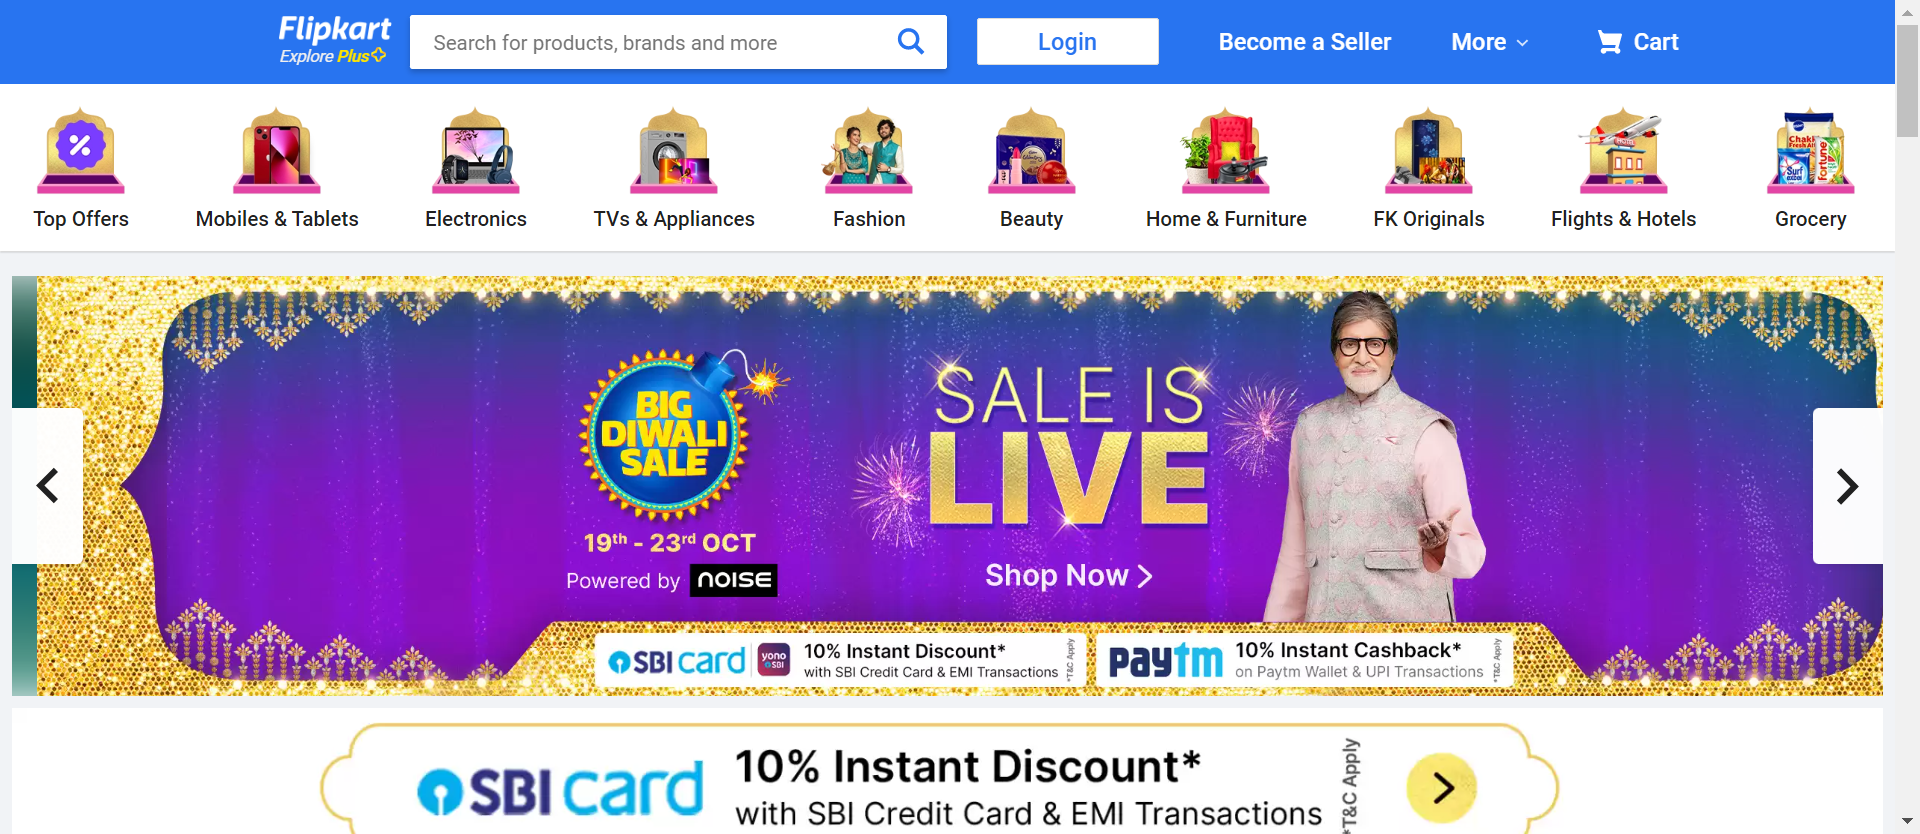 Flipkart
Explore Plus
Search for products, brands and more
Login
Become a Seller
More
Cart
Top Offers
Mobiles & Tablets
Electronics
TVs & Appliances
Fashion
Beauty
Home & Furniture
FK Originals
Flights & Hotels
Grocery
BIG
DIWALI
SALE
19th - 23rd OCT
Powered by noise
SALE IS
LIVE
Shop Now
SBI card
yono
SBI
10% Instant Discount*
with SBI Credit Card & EMI Transactions
*T&C Apply
paytm
10% Instant Cashback*
on Paytm Wallet & UPI Transactions
*T&C Apply
SBI card
10% Instant Discount*
with SBI Credit Card & EMI Transactions
*T&C Apply